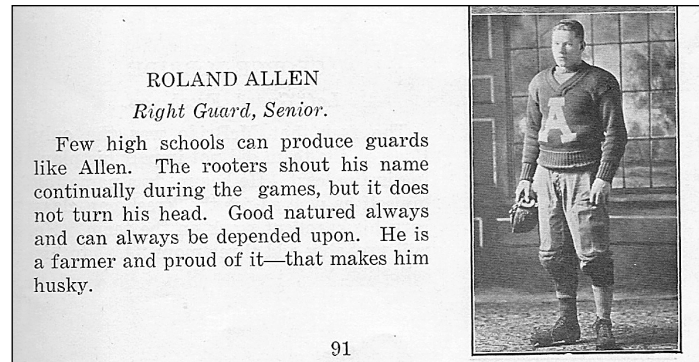 ROLAND ALLEN
Right Guard, Senior.
Few high schools can produce guards
like Allen. The rooters shout his name
continually during the games, but it does
not turn his head. Good natured always
and can always be depended upon. He is
a farmer and proud of it—that makes him
husky.
A
91